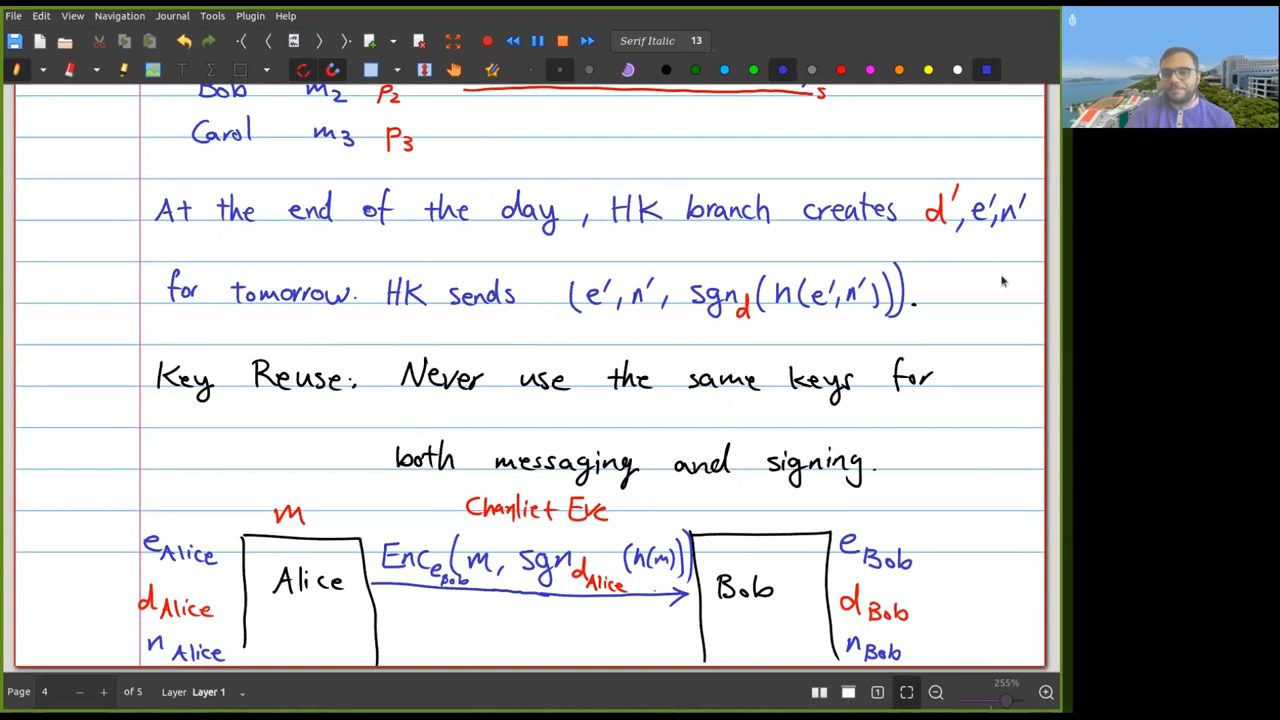 File Edit View Navigation Journal Tools Plugin Help
Serif Italic 13
Bob m₂ p₂ s
Carol m₃ p₃
At the end of the day, HK branch creates d′, e′, n′
for tomorrow. HK sends (e′, n′, sgn_d(h(e′, n′))).
Key Reuse: Never use the same keys for
both messaging and signing.
m Charlie+ Eve
e_Alice Enc_e_Bob(m, sgn_d_Alice (h(m))) e_Bob
Alice Bob
d_Alice d_Bob
n_Alice n_Bob
Page 4 of 5 Layer Layer 1 255%